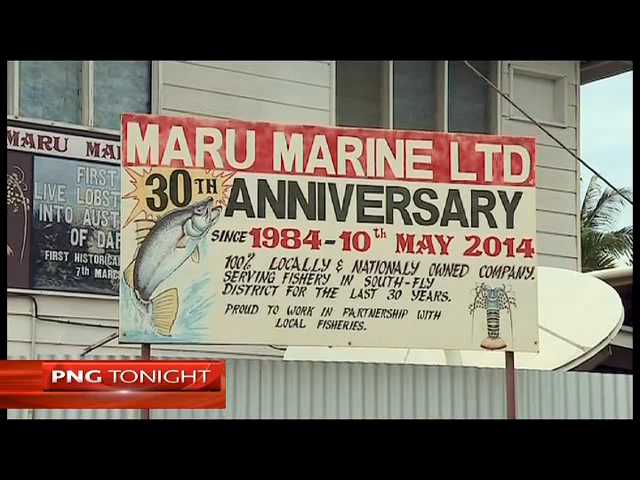 MARU MARINE LTD
30TH ANNIVERSARY
SINCE 1984-10th MAY 2014
100% LOCALLY & NATIONALY OWNED COMPANY.
SERVING FISHERY IN SOUTH-FLY
DISTRICT FOR THE LAST 30 YEARS.
PROUD TO WORK IN PARTNERSHIP WITH
LOCAL FISHERIES.
MARU MAR
FIRST
LIVE LOBST
INTO AUST
OF DAR
FIRST HISTORICA
7th MARC
PNG TONIGHT